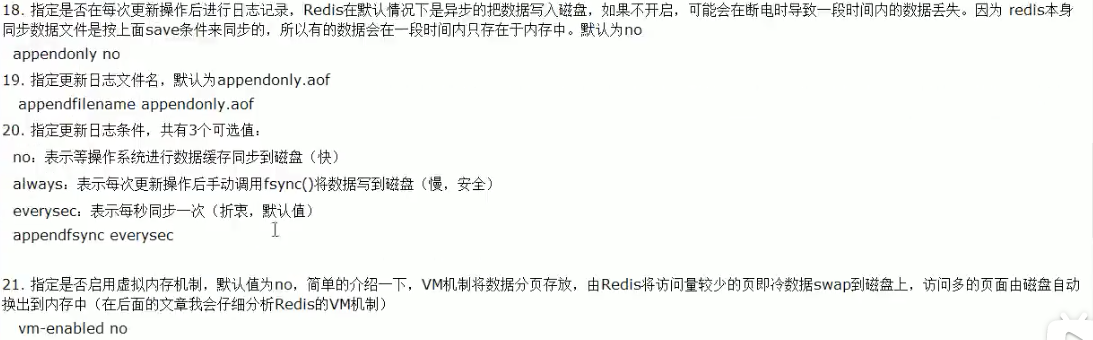 18. 指定是否在每次更新操作后进行日志记录，Redis在默认情况下是异步的把数据写入磁盘，如果不开启，可能会在断电时导致一段时间内的数据丢失。因为 redis本身
同步数据文件是按上面save条件来同步的，所以有的数据会在一段时间内只存在于内存中。默认为no
appendonly no
19. 指定更新日志文件名，默认为appendonly.aof
appendfilename appendonly.aof
20. 指定更新日志条件，共有3个可选值：
no：表示等操作系统进行数据缓存同步到磁盘（快）
always：表示每次更新操作后手动调用fsync()将数据写到磁盘（慢，安全）
everysec：表示每秒同步一次（折衷，默认值）
appendfsync everysec
21. 指定是否启用虚拟内存机制，默认值为no，简单的介绍一下，VM机制将数据分页存放，由Redis将访问量较少的页即冷数据swap到磁盘上，访问多的页面由磁盘自动
换出到内存中（在后面的文章我会仔细分析Redis的VM机制）
vm-enabled no